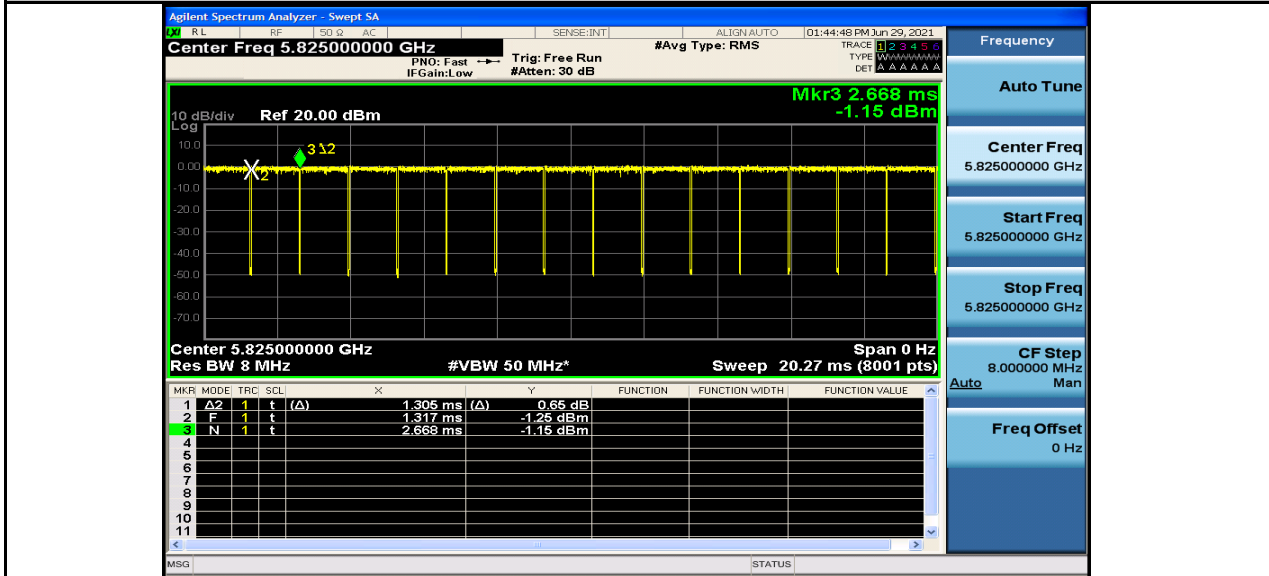 Agilent Spectrum Analyzer - Swept SA
LXI RL RF 50 Ω AC SENSE:INT ALIGN AUTO 01:44:48 PM Jun 29, 2021
Center Freq 5.825000000 GHz #Avg Type: RMS TRACE 1 2 3 4 5 6
PNO: Fast Trig: Free Run TYPE WWWWWW
IFGain:Low #Atten: 30 dB DET A A A A A A
Mkr3 2.668 ms
10 dB/div Ref 20.00 dBm -1.15 dBm
Log
10.0
3Δ2
0.00
2
-10.0
-20.0
-30.0
-40.0
-50.0
-60.0
-70.0
Center 5.825000000 GHz Span 0 Hz
Res BW 8 MHz #VBW 50 MHz* Sweep 20.27 ms (8001 pts)
MKR MODE TRC SCL X Y FUNCTION FUNCTION WIDTH FUNCTION VALUE
1 Δ2 1 t (Δ) 1.305 ms (Δ) 0.65 dB
2 F 1 t 1.317 ms -1.25 dBm
3 N 1 t 2.668 ms -1.15 dBm
4
5
6
7
8
9
10
11
MSG STATUS
Frequency
Auto Tune
Center Freq
5.825000000 GHz
Start Freq
5.825000000 GHz
Stop Freq
5.825000000 GHz
CF Step
8.000000 MHz
Auto Man
Freq Offset
0 Hz